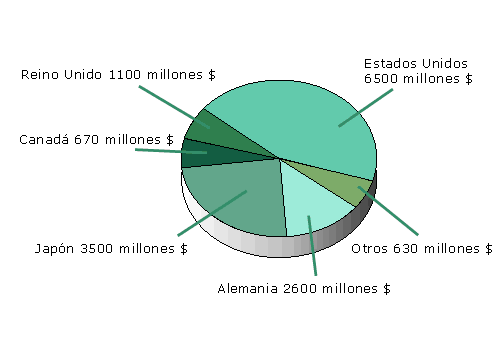 Estados Unidos
6500 millones $
Reino Unido 1100 millones $
Canadá 670 millones $
Japón 3500 millones $
Otros 630 millones $
Alemania 2600 millones $